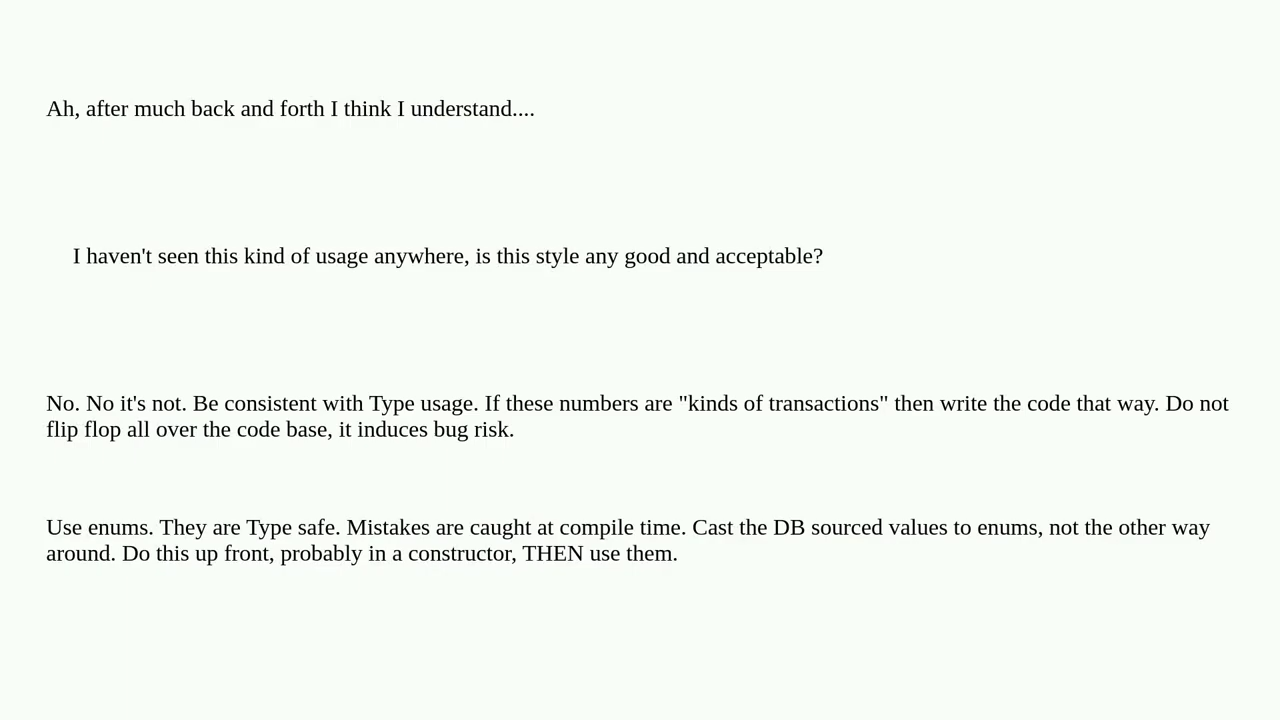 Ah, after much back and forth I think I understand....
I haven't seen this kind of usage anywhere, is this style any good and acceptable?
No. No it's not. Be consistent with Type usage. If these numbers are "kinds of transactions" then write the code that way. Do not
flip flop all over the code base, it induces bug risk.
Use enums. They are Type safe. Mistakes are caught at compile time. Cast the DB sourced values to enums, not the other way
around. Do this up front, probably in a constructor, THEN use them.